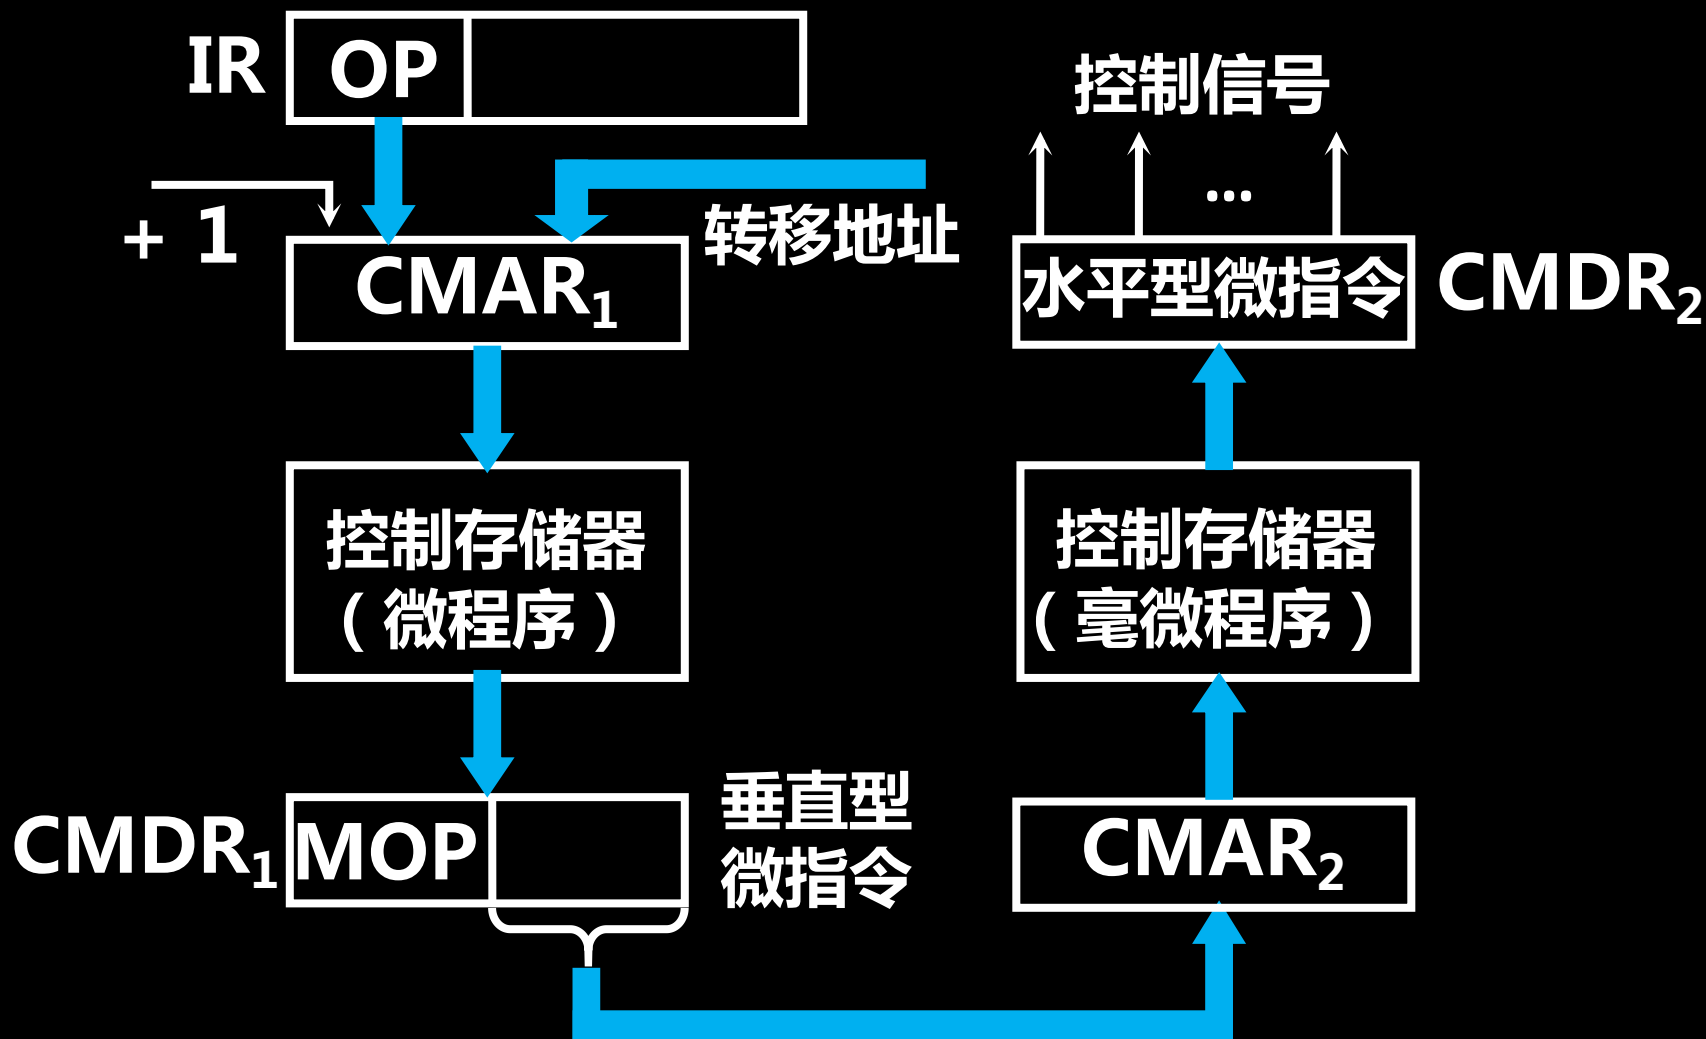 IR
OP
控制信号
+ 1
转移地址
...
CMAR1
水平型微指令
CMDR2
控制存储器
（微程序）
控制存储器
（毫微程序）
垂直型
微指令
CMDR1
MOP
CMAR2